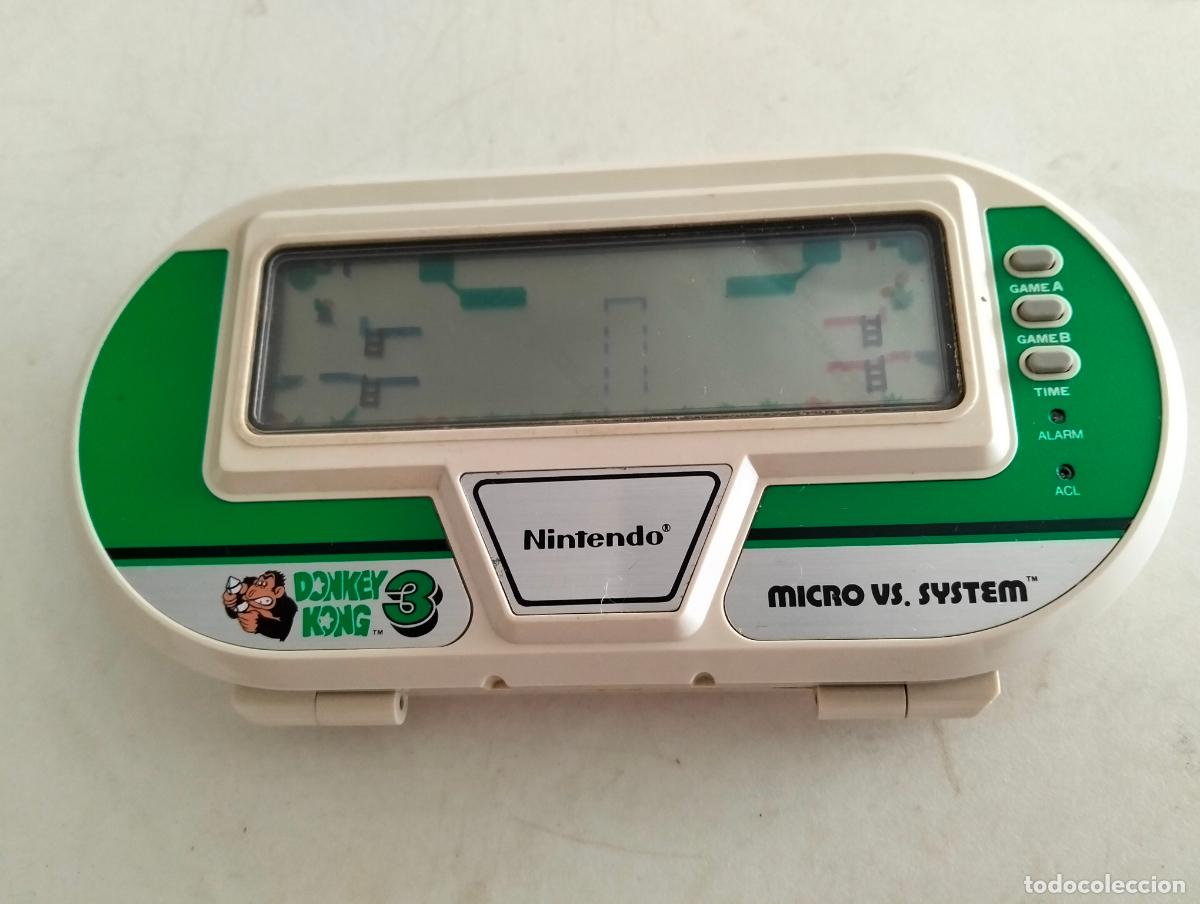 GAME A
GAME B
TIME
ALARM
ACL
Nintendo®
DONKEY
KONG™ 3
MICRO VS. SYSTEM™
todocoleccion